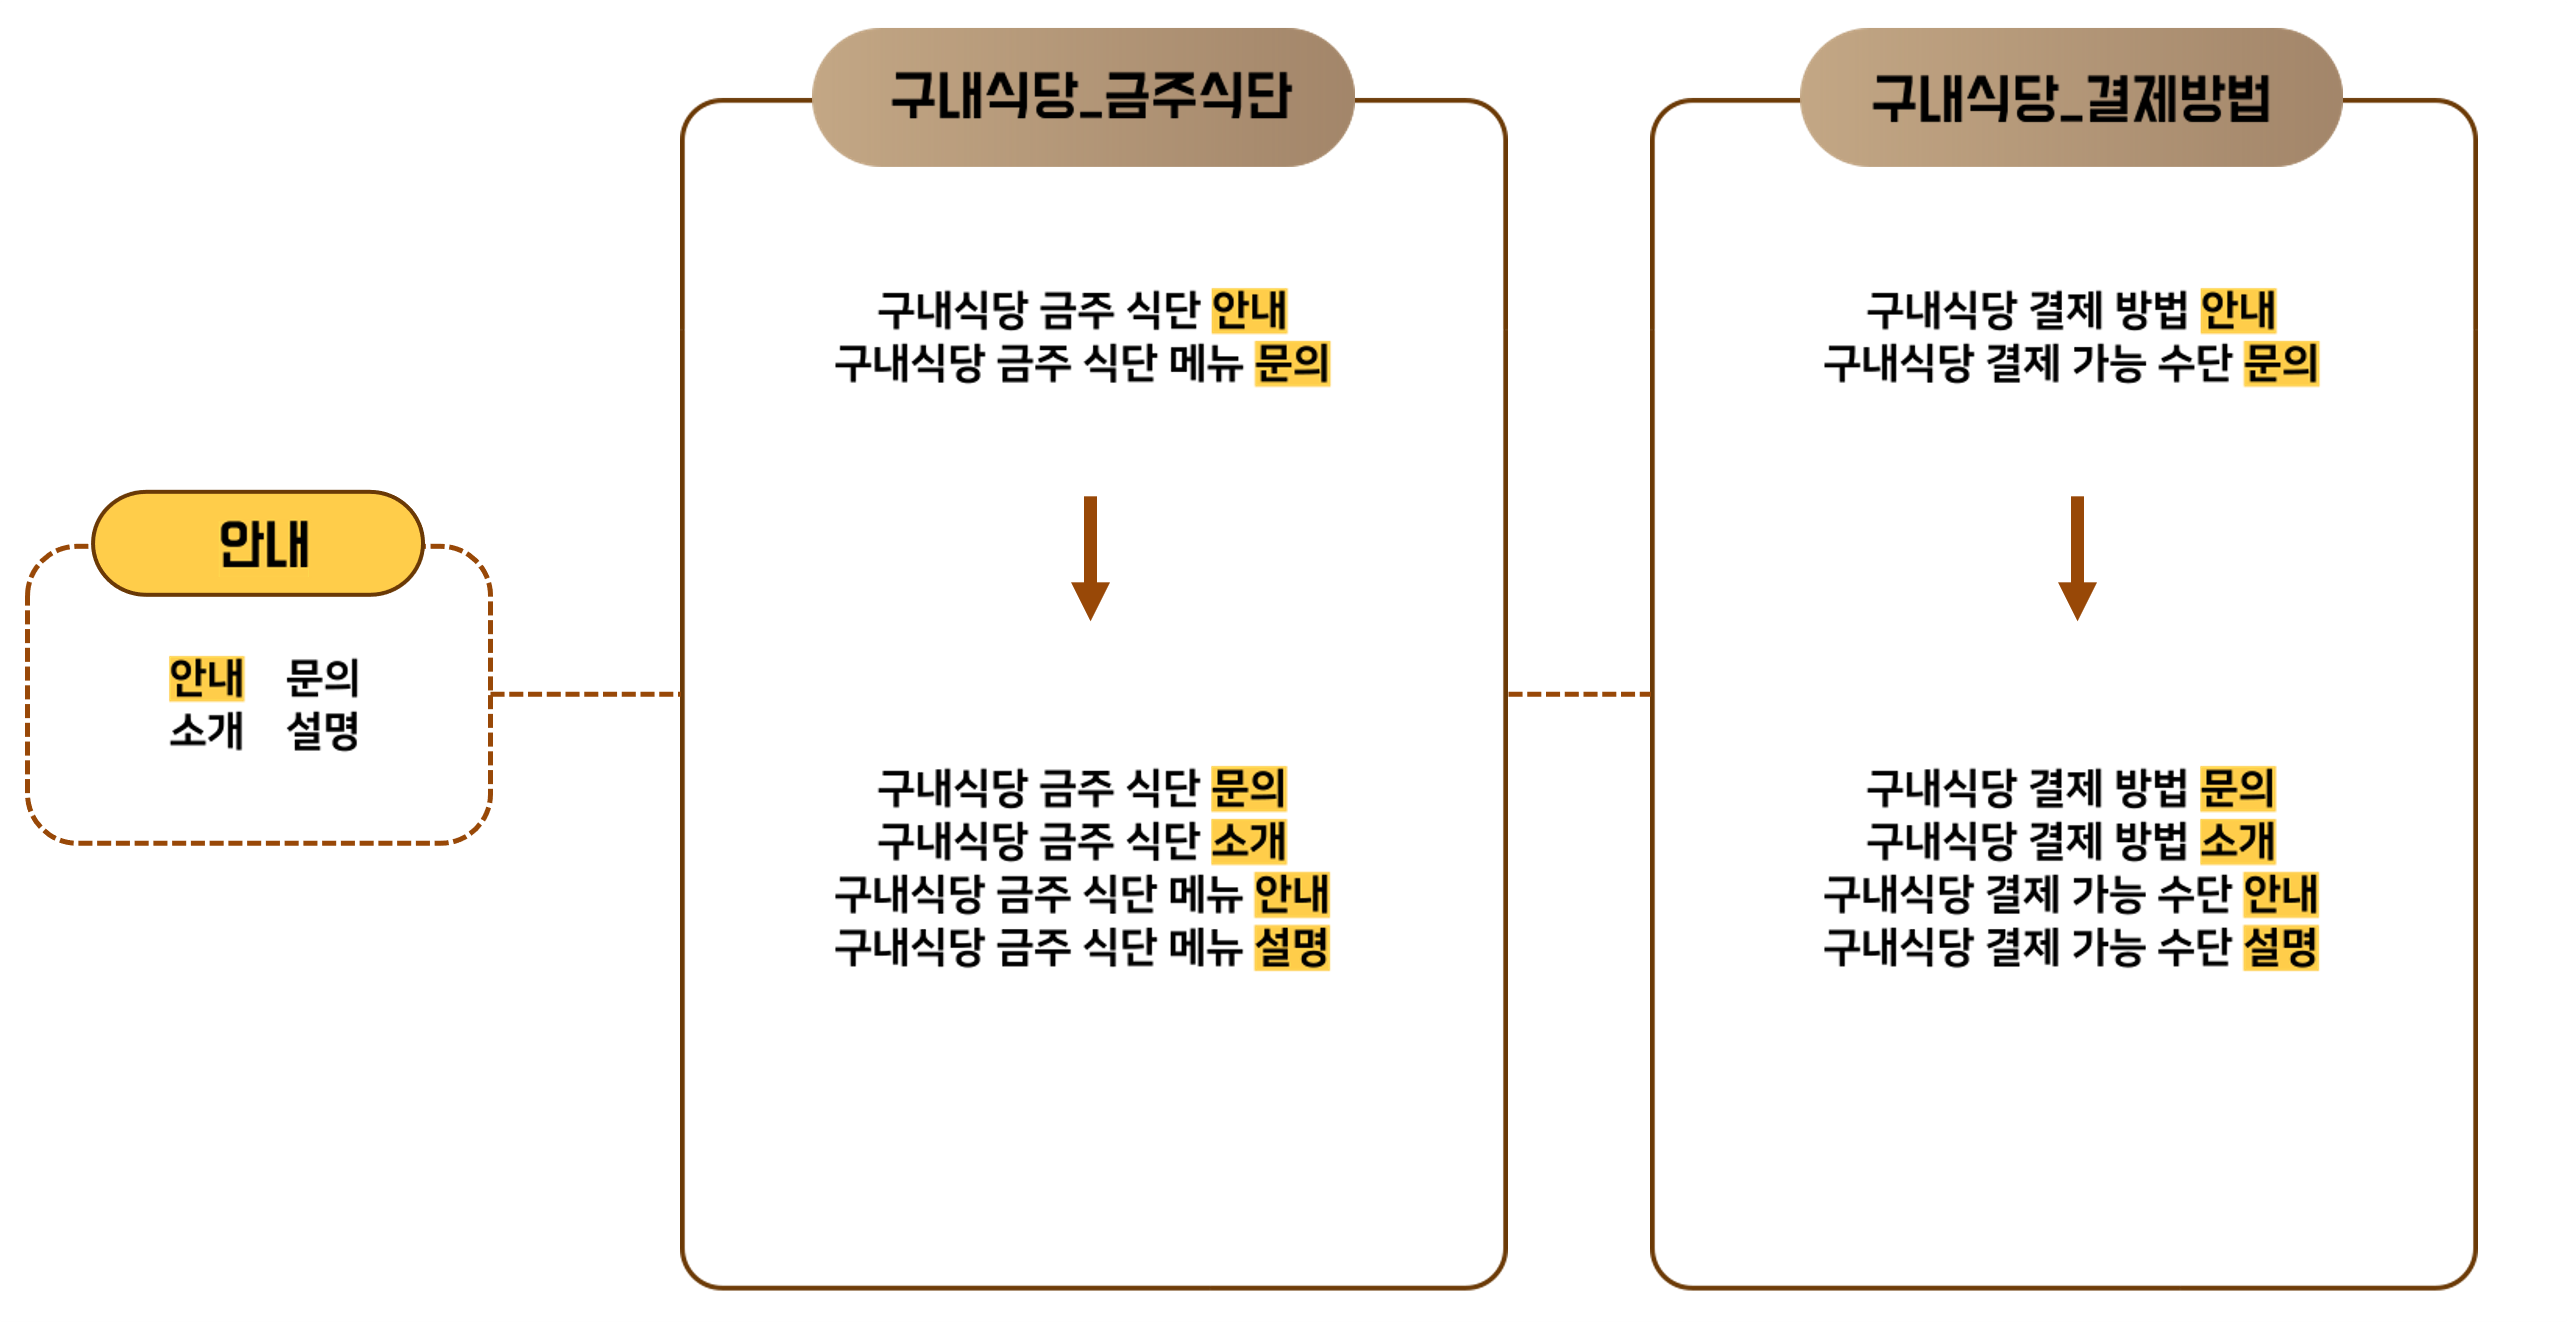 안내
안내 문의
소개 설명
구내식당_금주식단
구내식당 금주 식단 안내
구내식당 금주 식단 메뉴 문의
구내식당 금주 식단 문의
구내식당 금주 식단 소개
구내식당 금주 식단 메뉴 안내
구내식당 금주 식단 메뉴 설명
구내식당_결제방법
구내식당 결제 방법 안내
구내식당 결제 가능 수단 문의
구내식당 결제 방법 문의
구내식당 결제 방법 소개
구내식당 결제 가능 수단 안내
구내식당 결제 가능 수단 설명